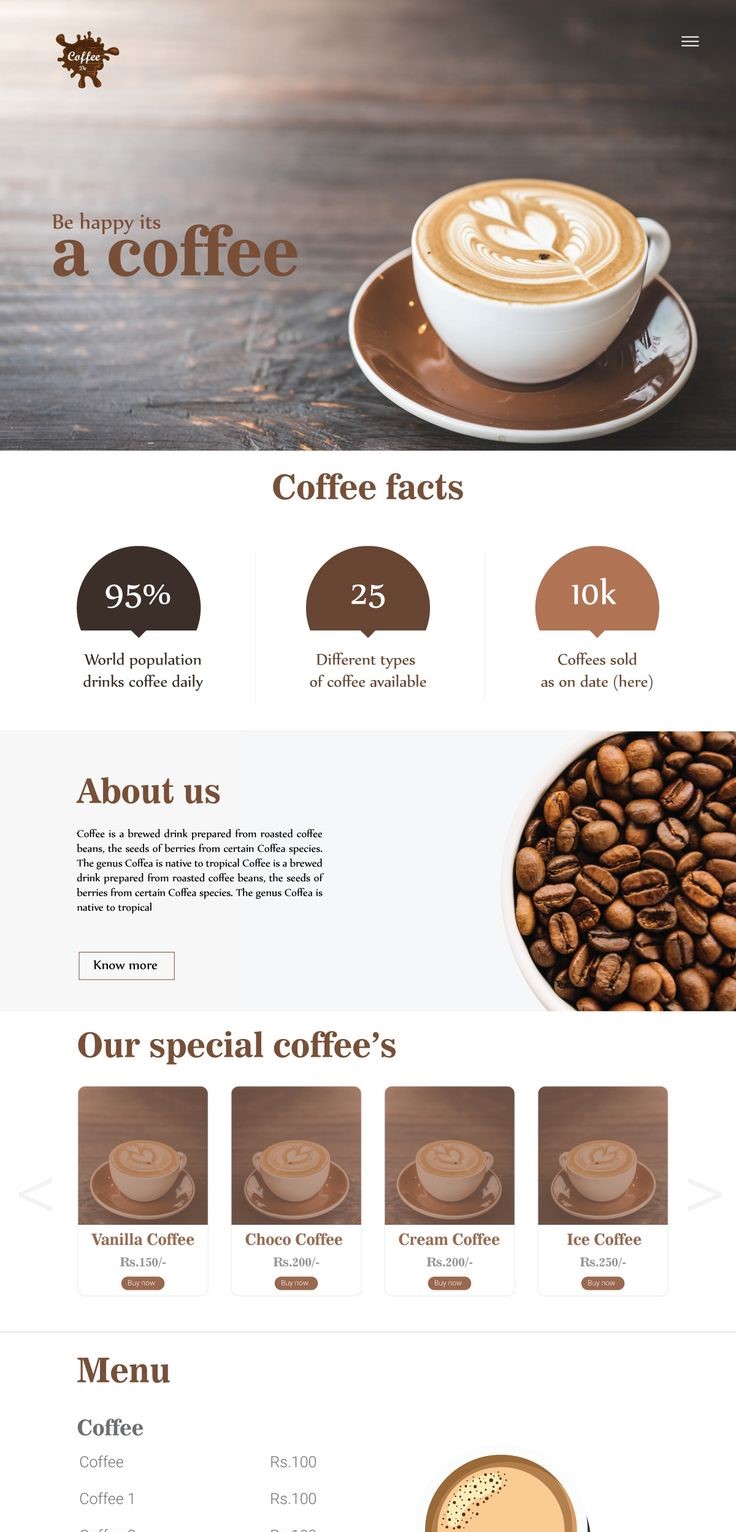 Coffee
De
Be happy its
a coffee
Coffee facts
95%
World population
drinks coffee daily
25
Different types
of coffee available
10k
Coffees sold
as on date (here)
About us
Coffee is a brewed drink prepared from roasted coffee
beans, the seeds of berries from certain Coffea species.
The genus Coffea is native to tropical Coffee is a brewed
drink prepared from roasted coffee beans, the seeds of
berries from certain Coffea species. The genus Coffea is
native to tropical
Know more
Our special coffee’s
<
Vanilla Coffee
Rs.150/-
Buy now
Choco Coffee
Rs.200/-
Buy now
Cream Coffee
Rs.200/-
Buy now
Ice Coffee
Rs.250/-
Buy now
>
Menu
Coffee
Coffee Rs.100
Coffee 1 Rs.100